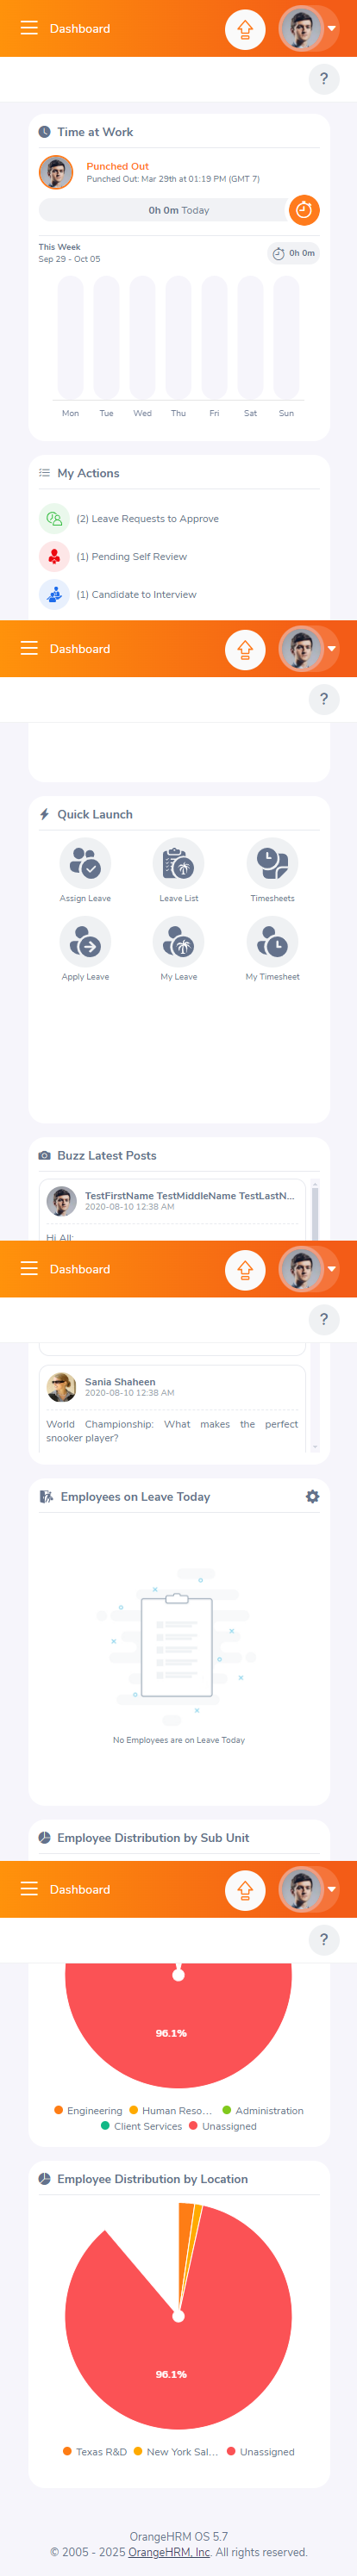 Dashboard
?
Time at Work
Punched Out
Punched Out: Mar 29th at 01:19 PM (GMT 7)
0h 0m Today
This Week
Sep 29 - Oct 05
0h 0m
Mon Tue Wed Thu Fri Sat Sun
My Actions
(2) Leave Requests to Approve
(1) Pending Self Review
(1) Candidate to Interview
Dashboard
?
Quick Launch
Assign Leave Leave List Timesheets
Apply Leave My Leave My Timesheet
Buzz Latest Posts
TestFirstName TestMiddleName TestLastN...
2020-08-10 12:38 AM
Hi All;
Dashboard
?
Sania Shaheen
2020-08-10 12:38 AM
World Championship: What makes the perfect
snooker player?
Employees on Leave Today
No Employees are on Leave Today
Employee Distribution by Sub Unit
Dashboard
?
96.1%
Engineering Human Reso... Administration
Client Services Unassigned
Employee Distribution by Location
96.1%
Texas R&D New York Sal... Unassigned
OrangeHRM OS 5.7
© 2005 - 2025 OrangeHRM, Inc. All rights reserved.